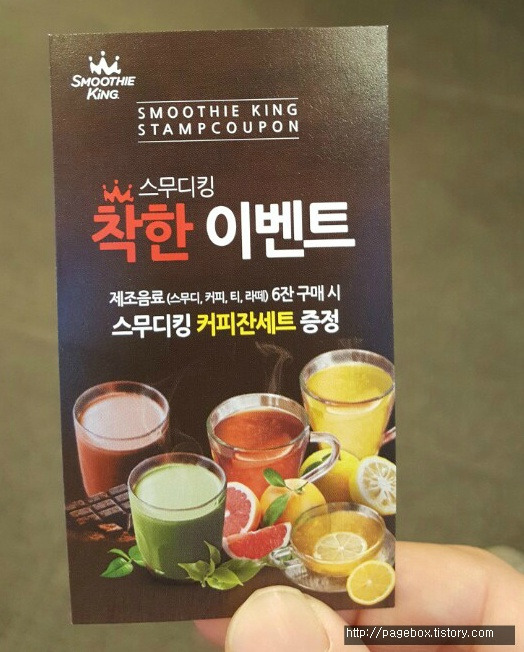 SMOOTHIE
KING
SMOOTHIE KING
STAMPCOUPON
스무디킹
착한 이벤트
제조음료 (스무디, 커피, 티, 라떼) 6잔 구매 시
스무디킹 커피잔세트 증정
http://pagebox.tistory.com